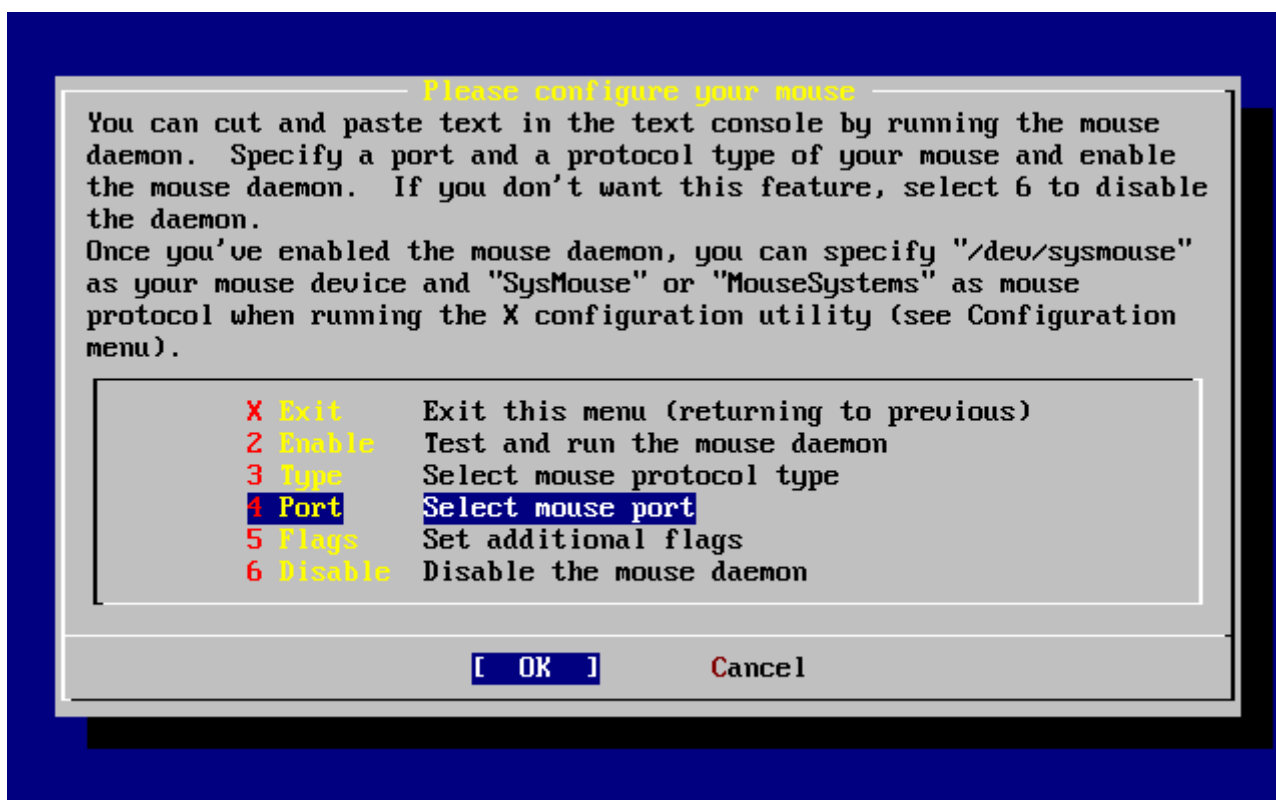 Please configure your mouse
You can cut and paste text in the text console by running the mouse
daemon.  Specify a port and a protocol type of your mouse and enable
the mouse daemon.  If you don't want this feature, select 6 to disable
the daemon.
Once you've enabled the mouse daemon, you can specify "/dev/sysmouse"
as your mouse device and "SysMouse" or "MouseSystems" as mouse
protocol when running the X configuration utility (see Configuration
menu).
X Exit     Exit this menu (returning to previous)
2 Enable   Test and run the mouse daemon
3 Type     Select mouse protocol type
4 Port     Select mouse port
5 Flags    Set additional flags
6 Disable  Disable the mouse daemon
[  OK  ]       Cancel